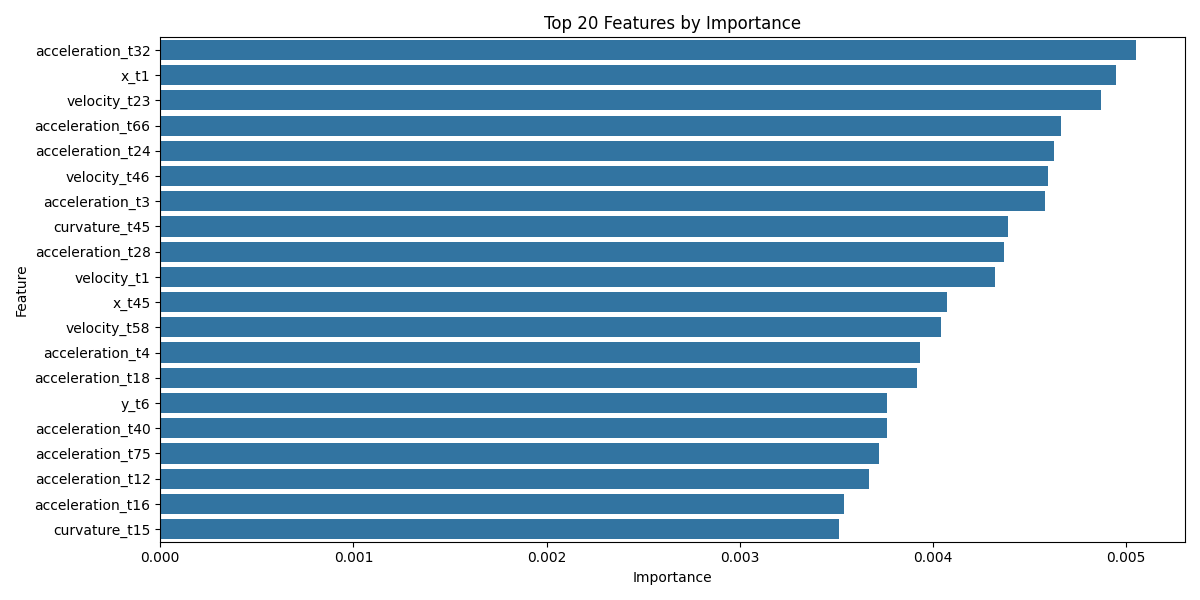 Top 20 Features by Importance
acceleration_t32
x_t1
velocity_t23
acceleration_t66
acceleration_t24
velocity_t46
acceleration_t3
curvature_t45
acceleration_t28
velocity_t1
x_t45
velocity_t58
acceleration_t4
acceleration_t18
y_t6
acceleration_t40
acceleration_t75
acceleration_t12
acceleration_t16
curvature_t15
Feature
0.000 0.001 0.002 0.003 0.004 0.005
Importance